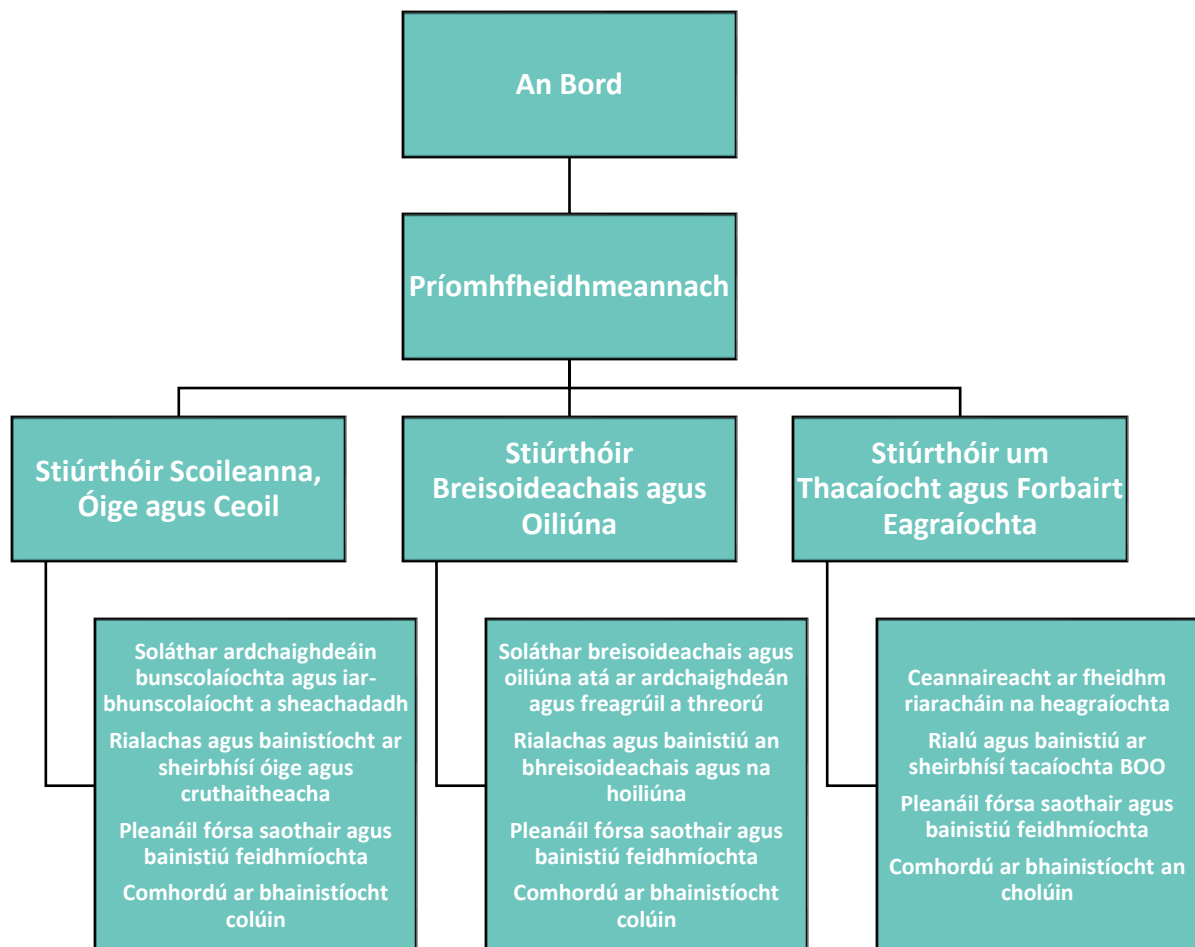 An Bord
Príomhfheidhmeannach
Stiúrthóir Scoileanna,
Óige agus Ceoil
Stiúrthóir
Breisoideachais agus
Oiliúna
Stiúrthóir um
Thacaíocht agus Forbairt
Eagraíochta
Soláthar ardchaighdeáin
bunscolaíochta agus iar-
bhunscolaíocht a sheachadadh
Rialachas agus bainistíocht ar
sheirbhísí óige agus
cruthaitheacha
Pleanáil fórsa saothair agus
bainistiú feidhmíochta
Comhordú ar bhainistíocht
colúin
Soláthar breisoideachais agus
oiliúna atá ar ardchaighdeán
agus freagrúil a threorú
Rialachas agus bainistiú an
bhreisoideachais agus na
hoiliúna
Pleanáil fórsa saothair agus
bainistiú feidhmíochta
Comhordú ar bhainistíocht
colúin
Ceannaireacht ar fheidhm
riaracháin na heagraíochta
Rialú agus bainistiú ar
sheirbhísí tacaíochta BOO
Pleanáil fórsa saothair agus
bainistiú feidhmíochta
Comhordú ar bhainistíocht an
cholúin